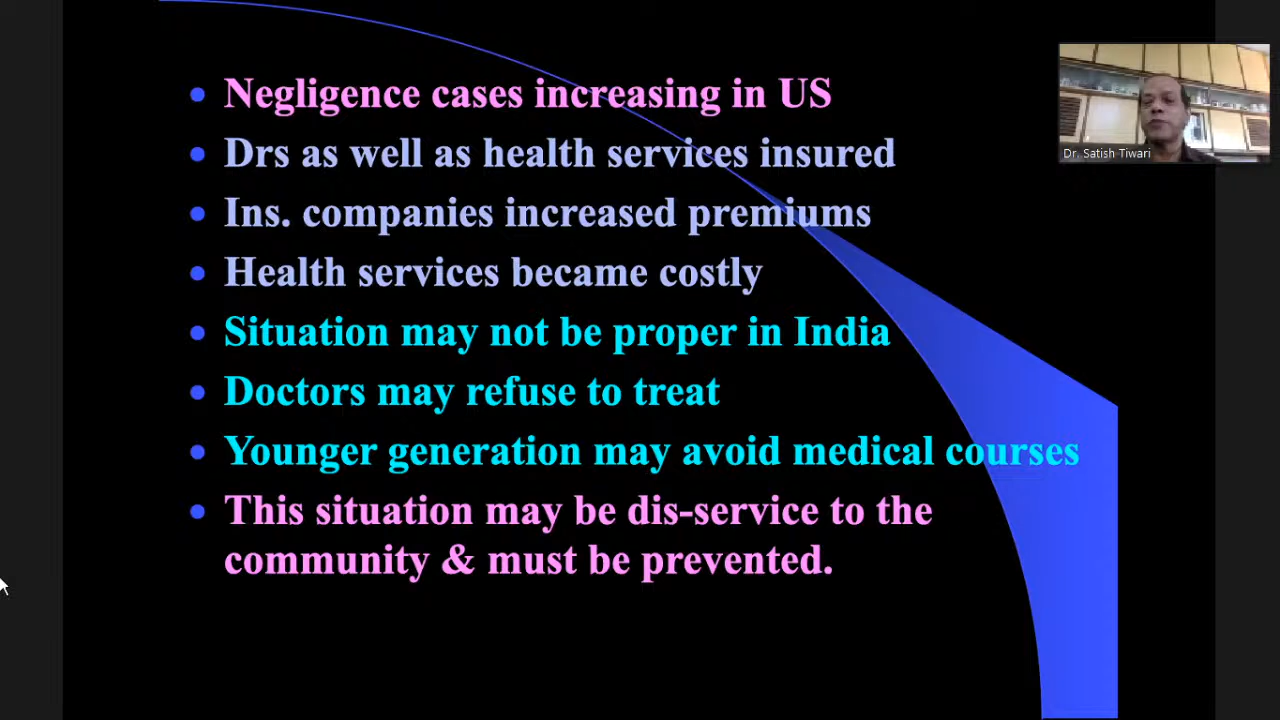 Negligence cases increasing in US
Drs as well as health services insured
Ins. companies increased premiums
Health services became costly
Situation may not be proper in India
Doctors may refuse to treat
Younger generation may avoid medical courses
This situation may be dis-service to the
community & must be prevented.
Dr. Satish Tiwari